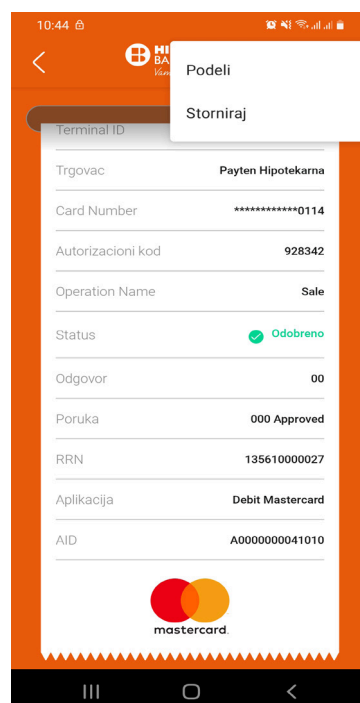 10:44
HI
BA
Vam
Podeli
Storniraj
Terminal ID
Trgovac Payten Hipotekarna
Card Number ************0114
Autorizacioni kod 928342
Operation Name Sale
Status Odobreno
Odgovor 00
Poruka 000 Approved
RRN 135610000027
Aplikacija Debit Mastercard
AID A0000000041010
mastercard.